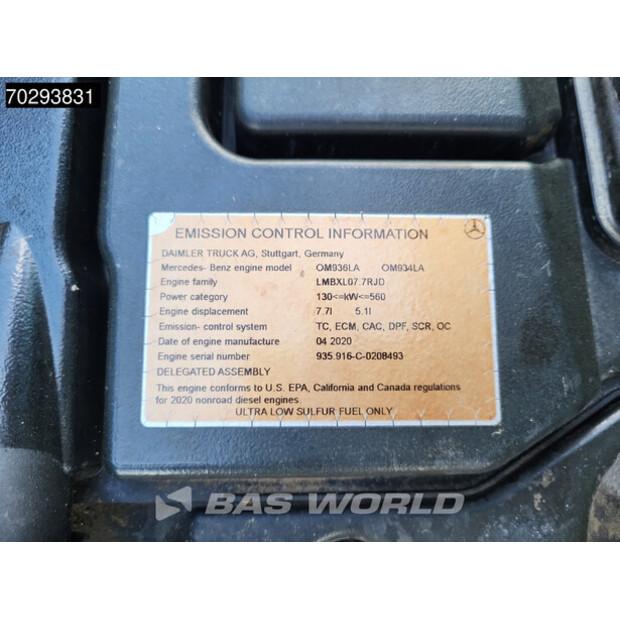 70293831
EMISSION CONTROL INFORMATION
DAIMLER TRUCK AG, Stuttgart, Germany
Mercedes- Benz engine model OM936LA OM934LA
Engine family LMBXL07.7RJD
Power category 130<=kW<=560
Engine displacement 7.7l 5.1l
Emission- control system TC, ECM, CAC, DPF, SCR, OC
Date of engine manufacture 04 2020
Engine serial number 935.916-C-0208493
DELEGATED ASSEMBLY
This engine conforms to U.S. EPA, California and Canada regulations
for 2020 nonroad diesel engines.
ULTRA LOW SULFUR FUEL ONLY
BAS WORLD